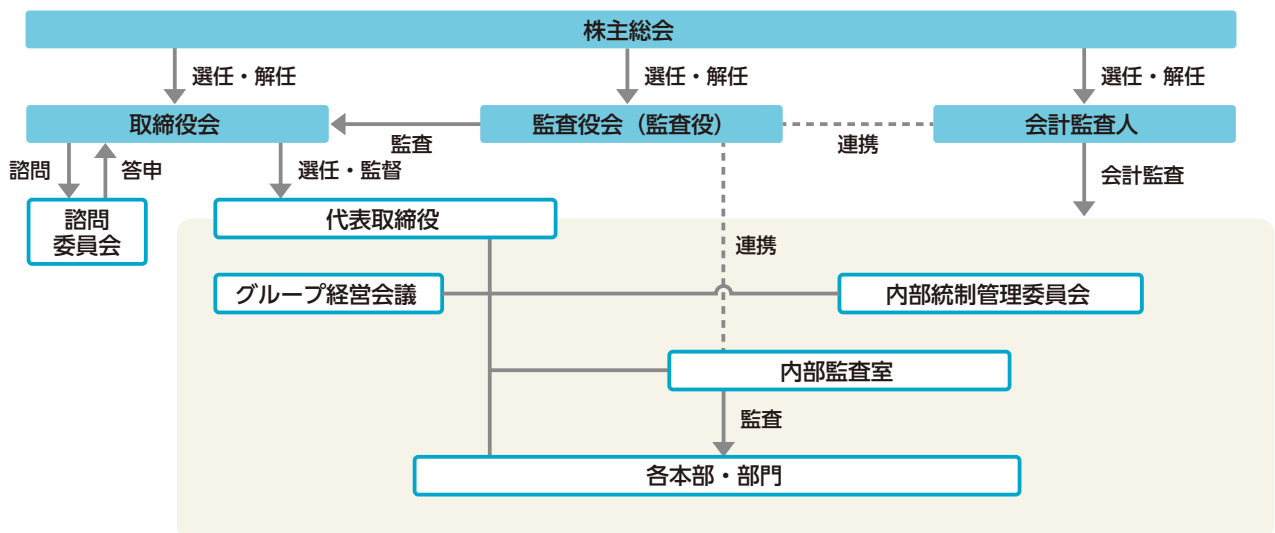 株主総会
選任・解任
選任・解任
選任・解任
取締役会
監査役会（監査役）
会計監査人
監査
連携
諮問
答申
選任・監督
会計監査
諮問
委員会
代表取締役
連携
グループ経営会議
内部統制管理委員会
内部監査室
監査
各本部・部門